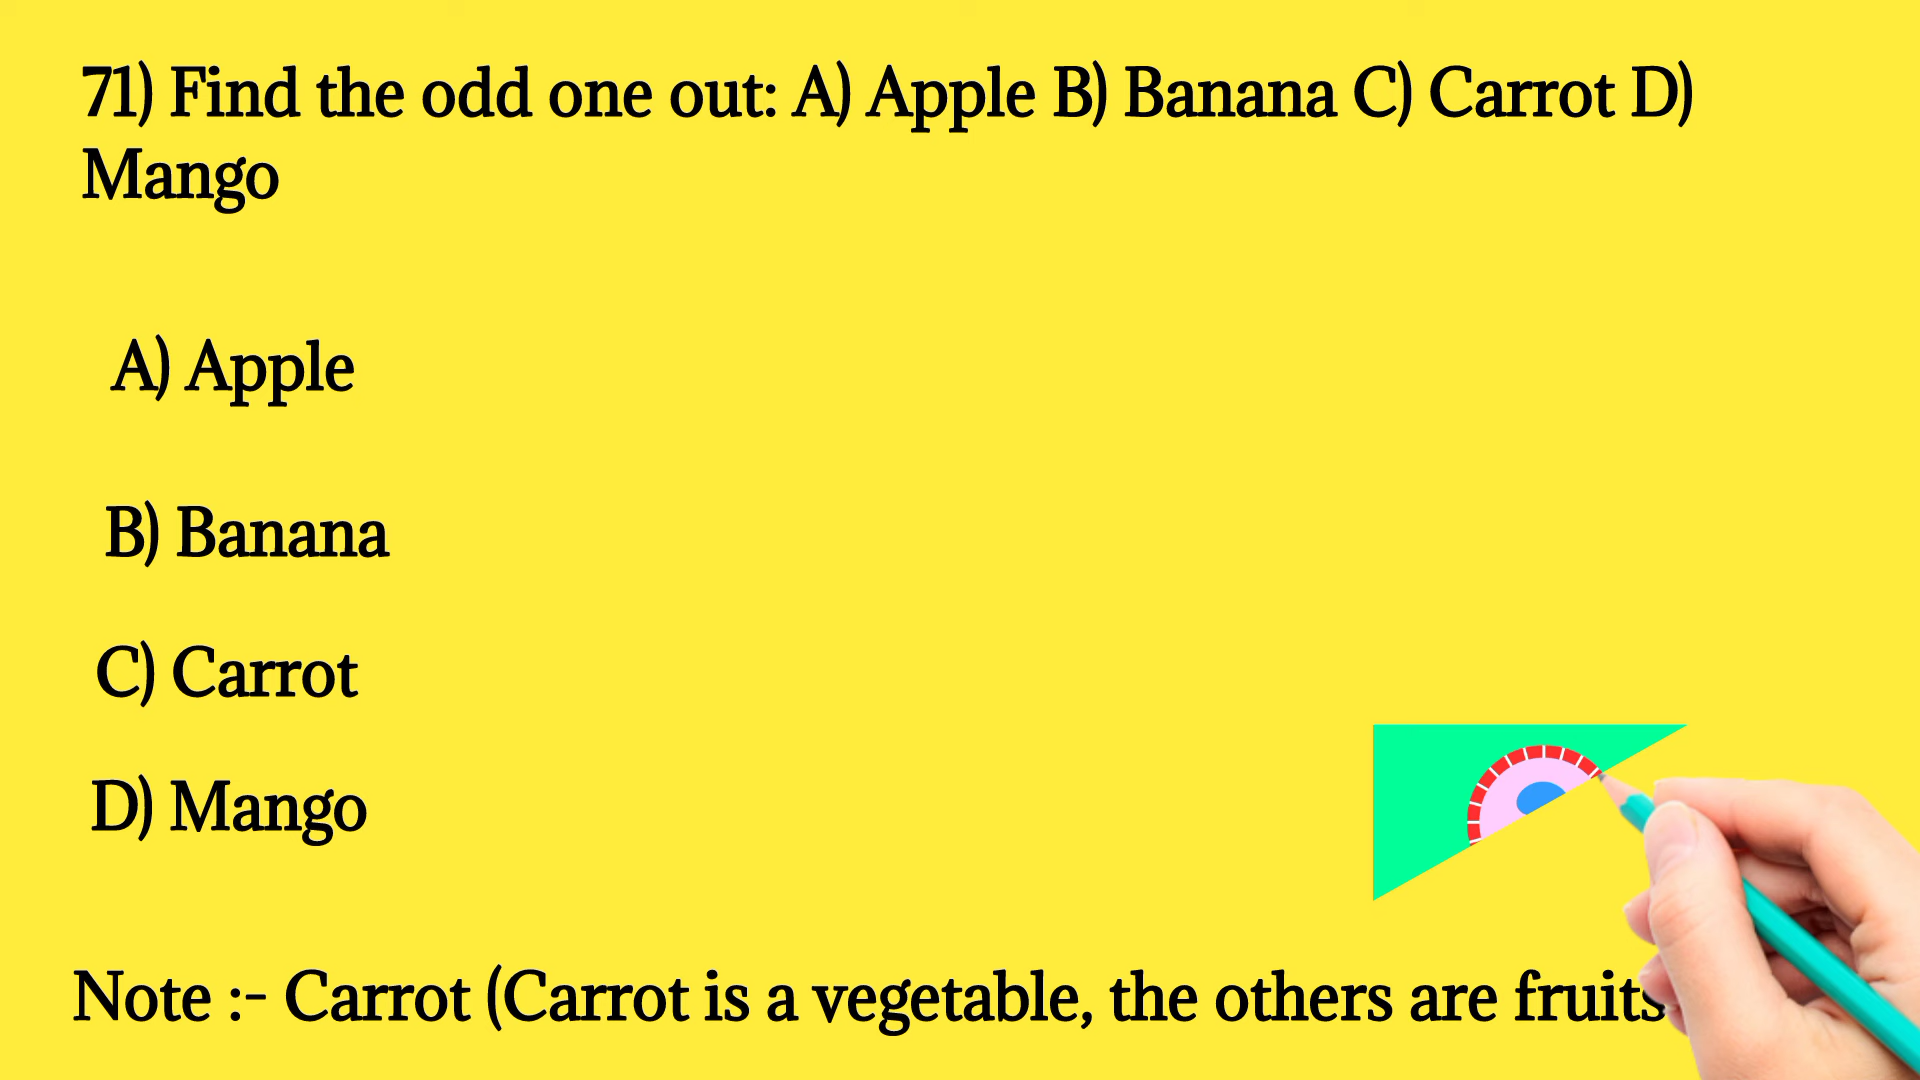 71) Find the odd one out: A) Apple B) Banana C) Carrot D)
Mango
A) Apple
B) Banana
C) Carrot
D) Mango
Note :- Carrot (Carrot is a vegetable, the others are fruits